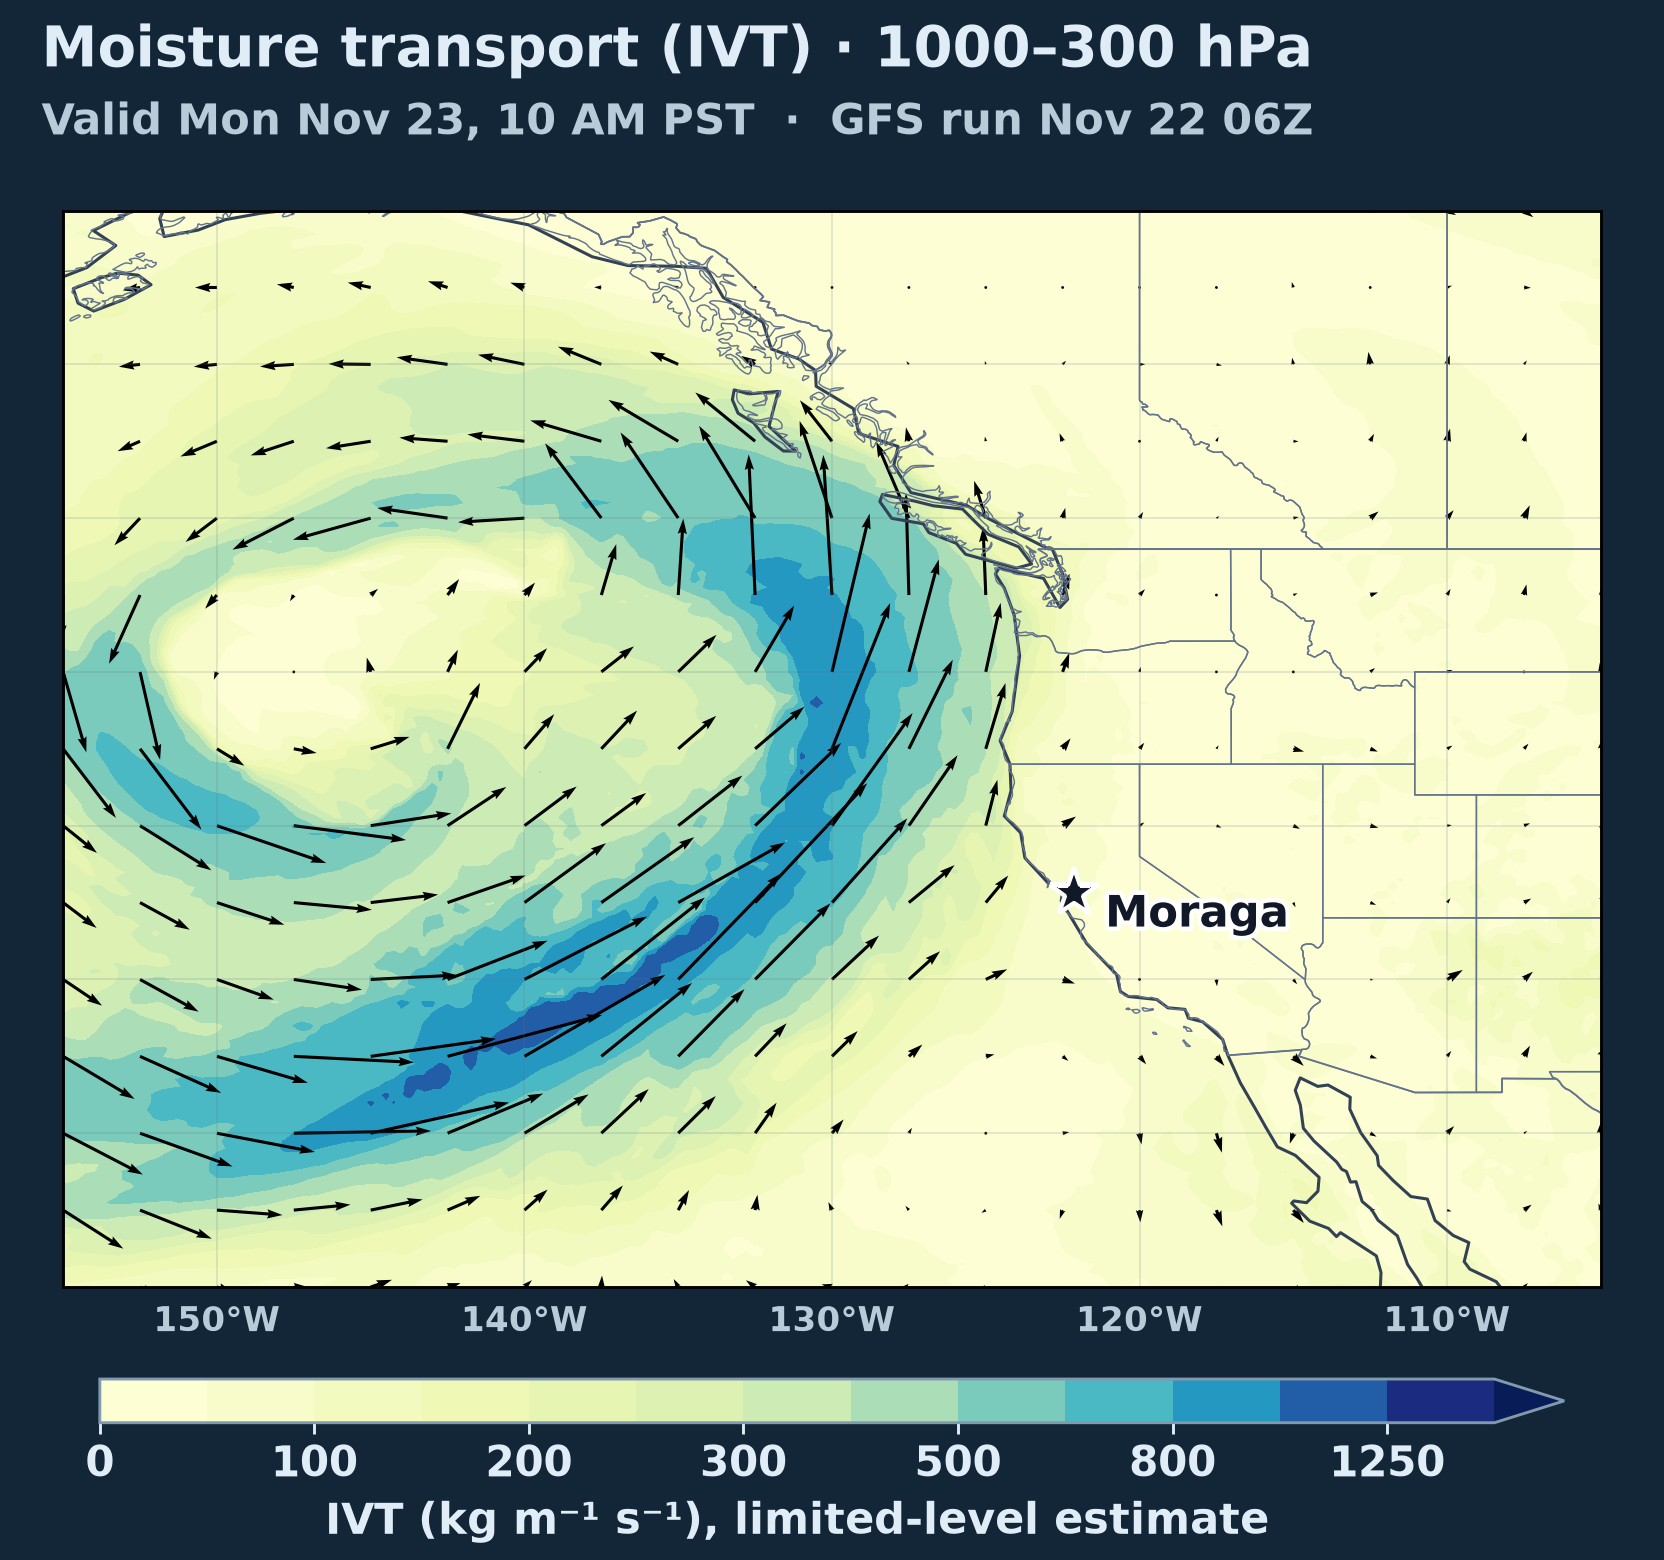 Moisture transport (IVT) · 1000–300 hPa
Valid Mon Nov 23, 10 AM PST · GFS run Nov 22 06Z
Moraga
150°W 140°W 130°W 120°W 110°W
0 100 200 300 500 800 1250
IVT (kg m⁻¹ s⁻¹), limited-level estimate